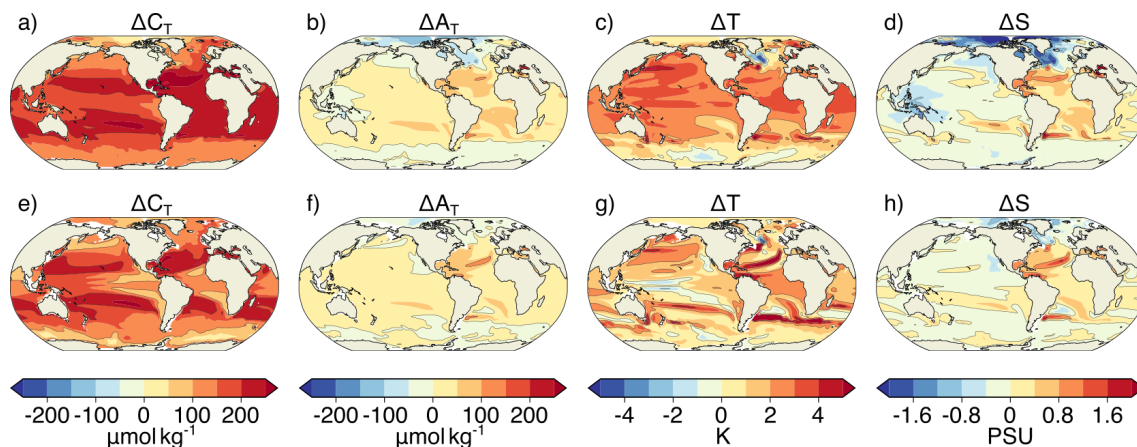 a) ΔC_T b) ΔA_T c) ΔT d) ΔS
e) ΔC_T f) ΔA_T g) ΔT h) ΔS
-200 -100 0 100 200 -200 -100 0 100 200 -4 -2 0 2 4 -1.6 -0.8 0 0.8 1.6
μmol kg⁻¹ μmol kg⁻¹ K PSU